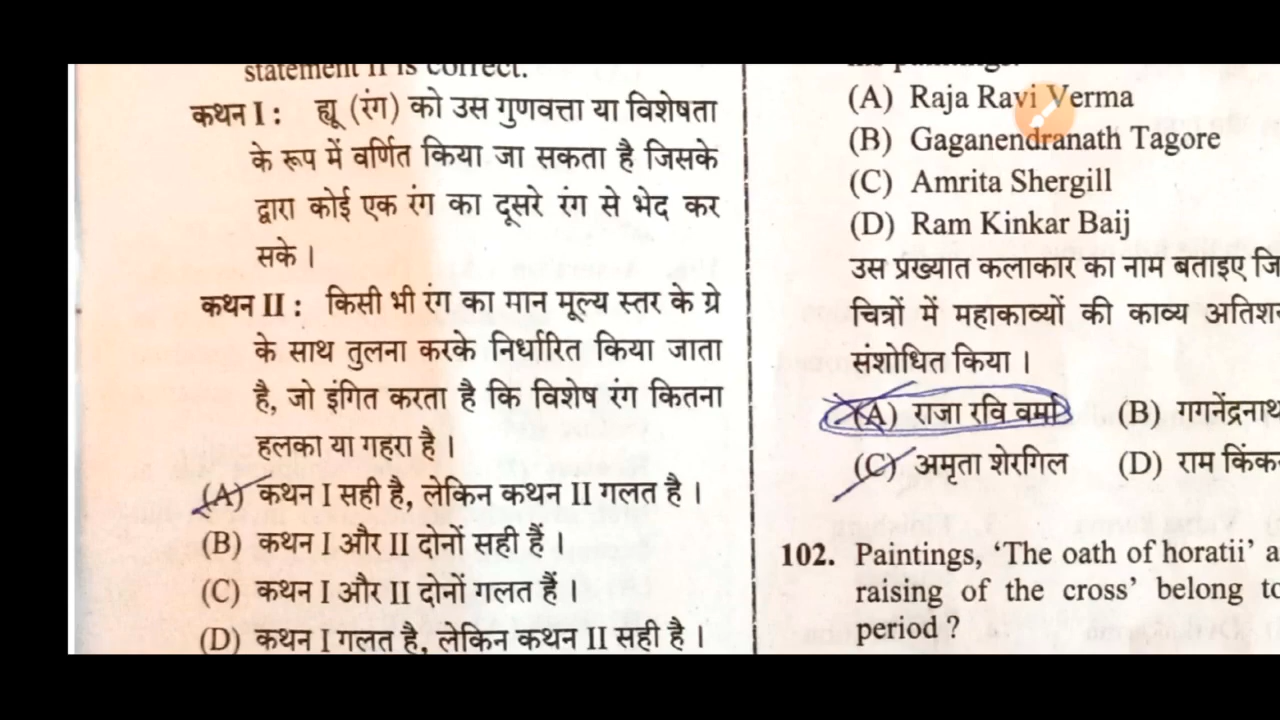 statement II is correct.
कथन I : ह्यू (रंग) को उस गुणवत्ता या विशेषता
के रूप में वर्णित किया जा सकता है जिसके
द्वारा कोई एक रंग का दूसरे रंग से भेद कर
सके ।
कथन II : किसी भी रंग का मान मूल्य स्तर के ग्रे
के साथ तुलना करके निर्धारित किया जाता
है, जो इंगित करता है कि विशेष रंग कितना
हलका या गहरा है ।
(A) कथन I सही है, लेकिन कथन II गलत है ।
(B) कथन I और II दोनों सही हैं ।
(C) कथन I और II दोनों गलत हैं ।
(D) कथन I गलत है, लेकिन कथन II सही है ।
paintings.
(A) Raja Ravi Verma
(B) Gaganendranath Tagore
(C) Amrita Shergill
(D) Ram Kinkar Baij
उस प्रख्यात कलाकार का नाम बताइए
चित्रों में महाकाव्यों की काव्य
संशोधित किया ।
(A) राजा रवि वर्मा (B) गगनेंद्रनाथ
(C) अमृता शेरगिल (D) राम किंकर
102. Paintings, ‘The oath of horatii’ a
raising of the cross’ belong to
period ?